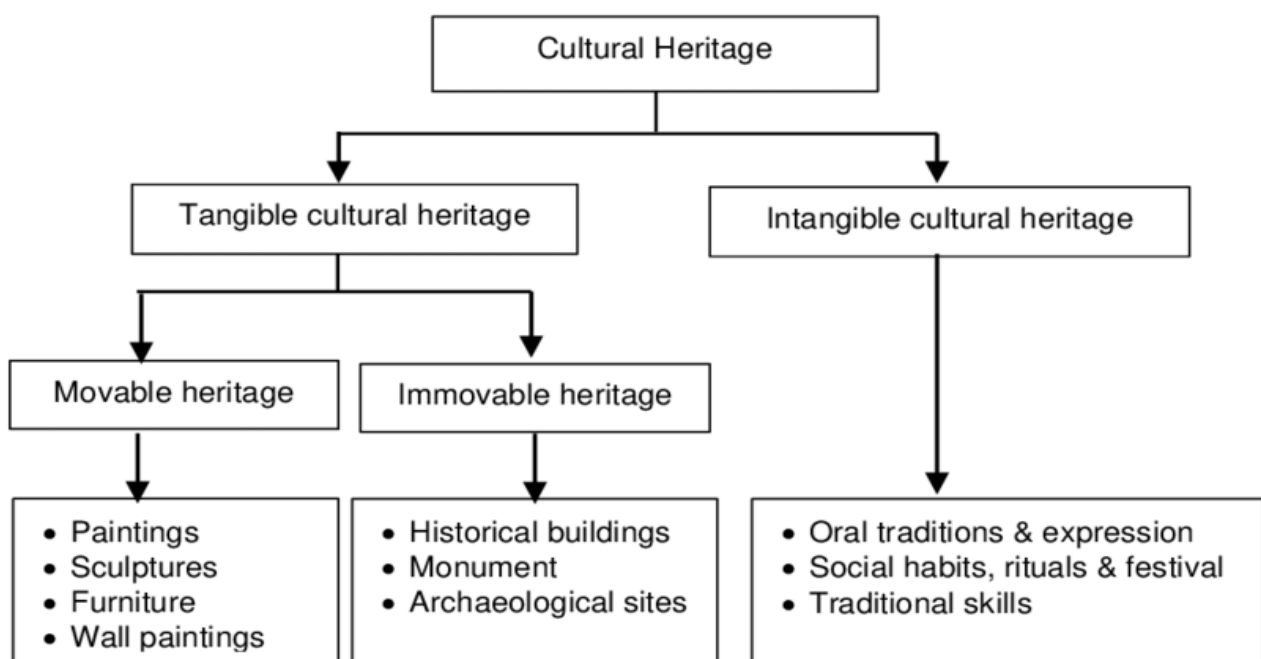 Cultural Heritage
Tangible cultural heritage
Intangible cultural heritage
Movable heritage
Immovable heritage
• Paintings
• Sculptures
• Furniture
• Wall paintings
• Historical buildings
• Monument
• Archaeological sites
• Oral traditions & expression
• Social habits, rituals & festival
• Traditional skills